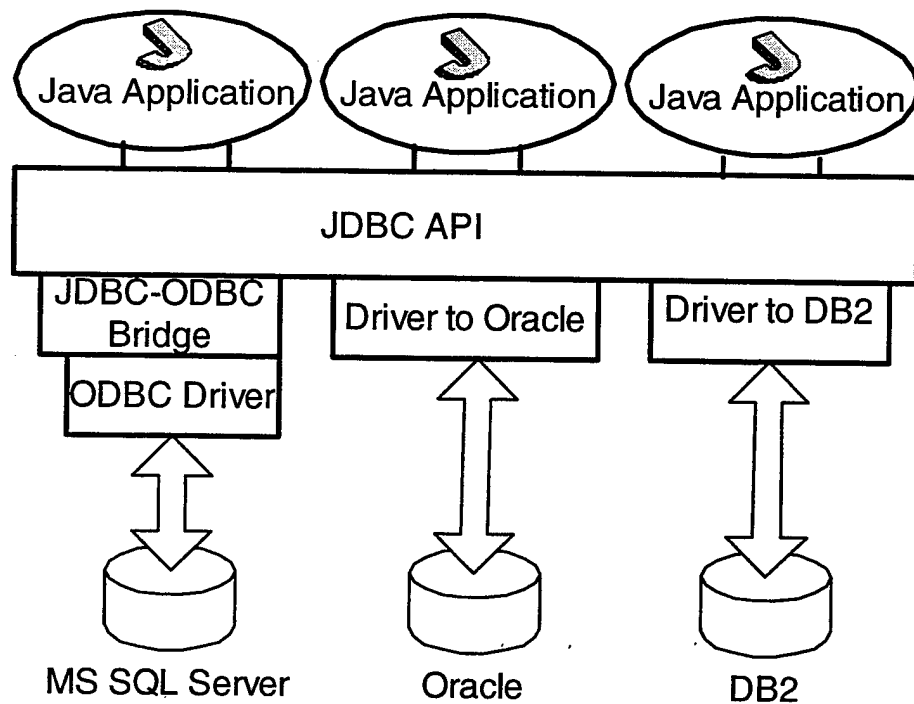 Java Application
Java Application
Java Application
JDBC API
JDBC-ODBC
Bridge
Driver to Oracle
Driver to DB2
ODBC Driver
MS SQL Server
Oracle
DB2